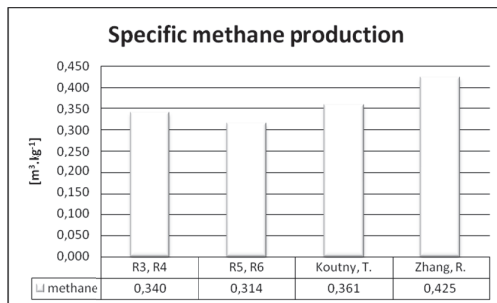 Specific methane production
0,450
0,400
0,350
0,300
0,250
0,200
0,150
0,100
0,050
0,000
[m³.kg⁻¹]
R3, R4 R5, R6 Koutny, T. Zhang, R.
methane 0,340 0,314 0,361 0,425